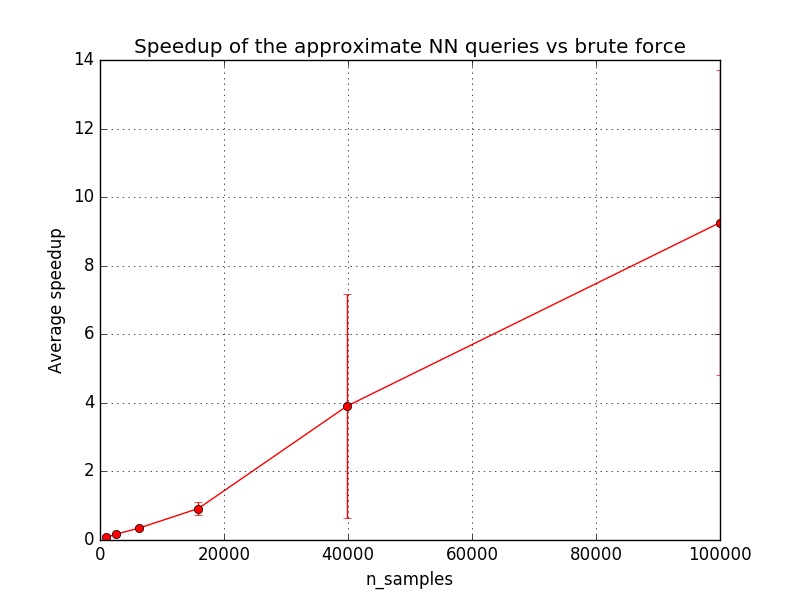 Speedup of the approximate NN queries vs brute force
14
12
10
8
6
4
2
0
Average speedup
0 20000 40000 60000 80000 100000
n_samples